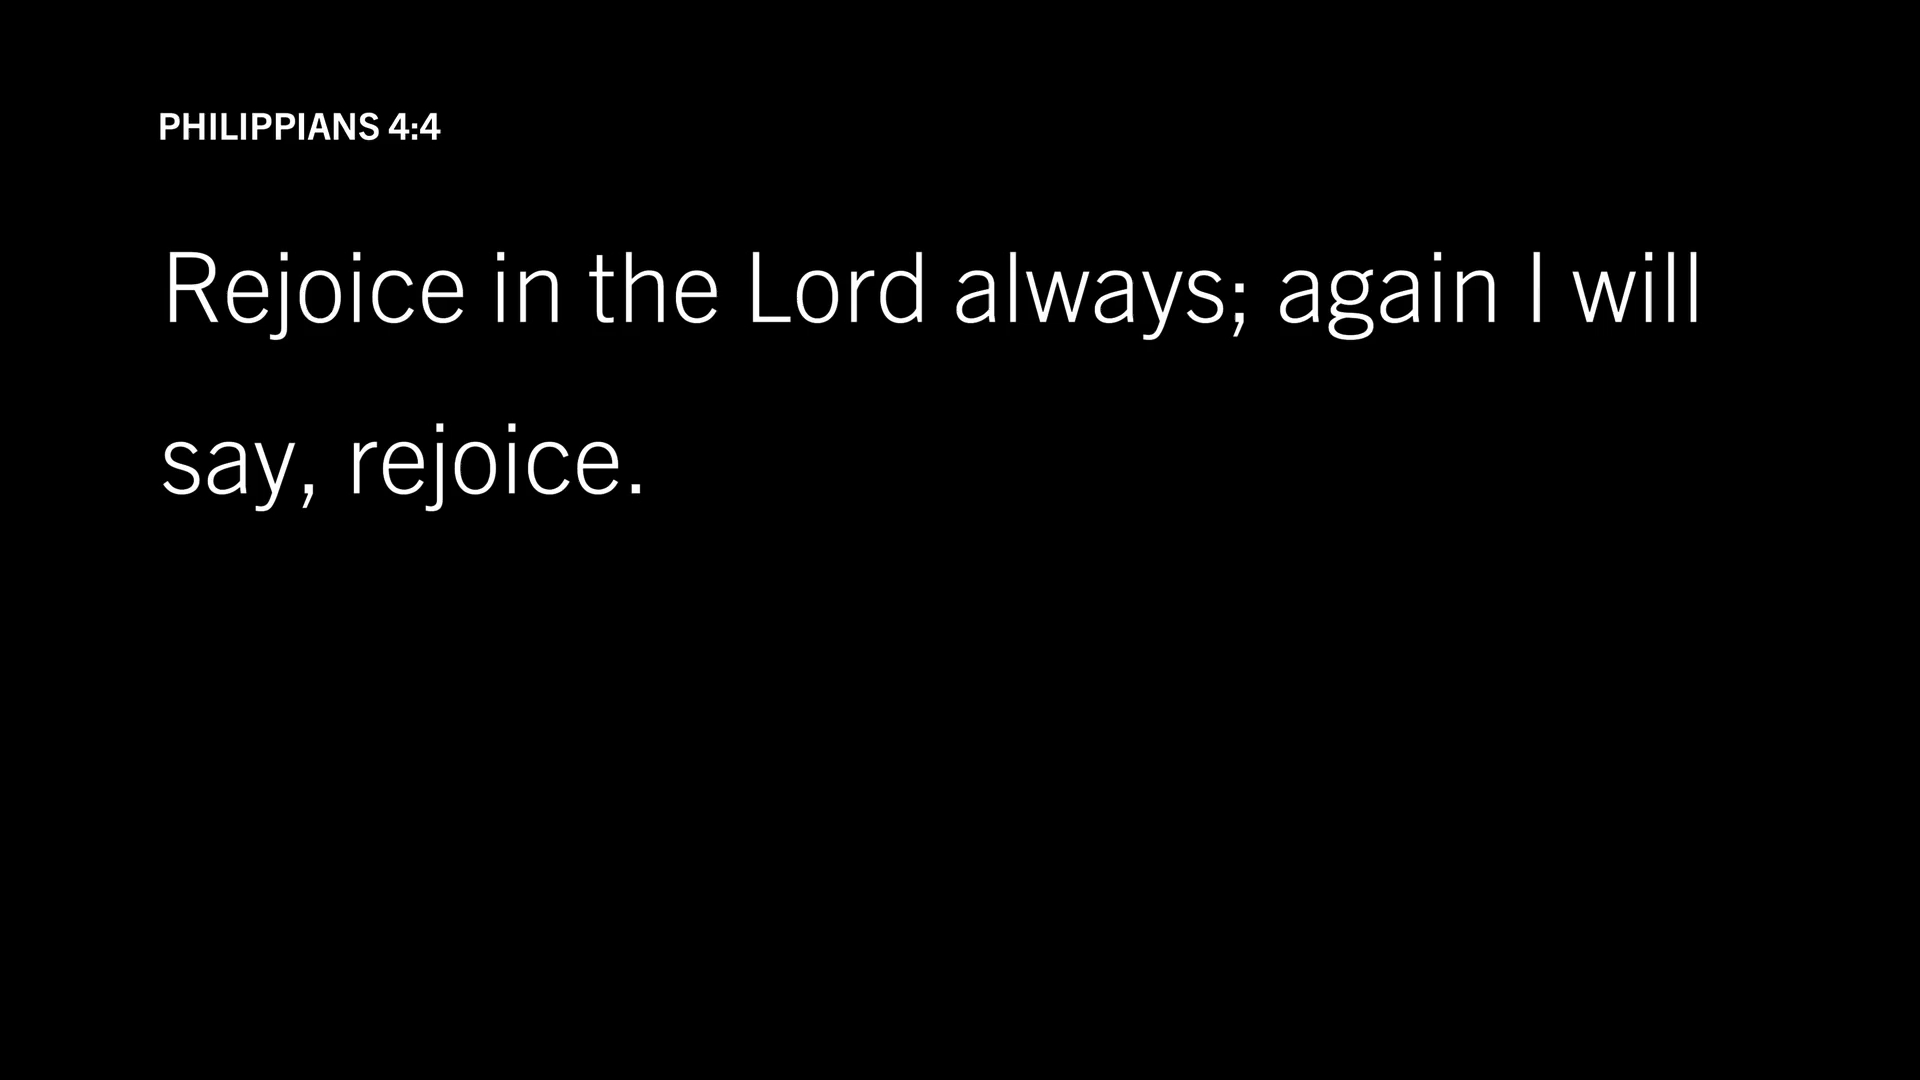 PHILIPPIANS 4:4
Rejoice in the Lord always; again I will
say, rejoice.